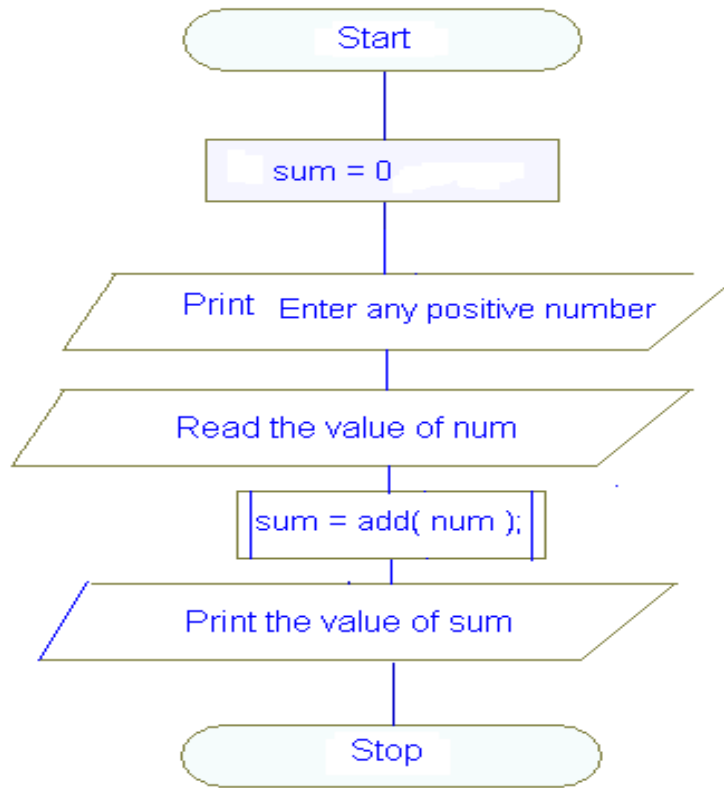 Start
sum = 0
Print Enter any positive number
Read the value of num
sum = add( num );
Print the value of sum
Stop